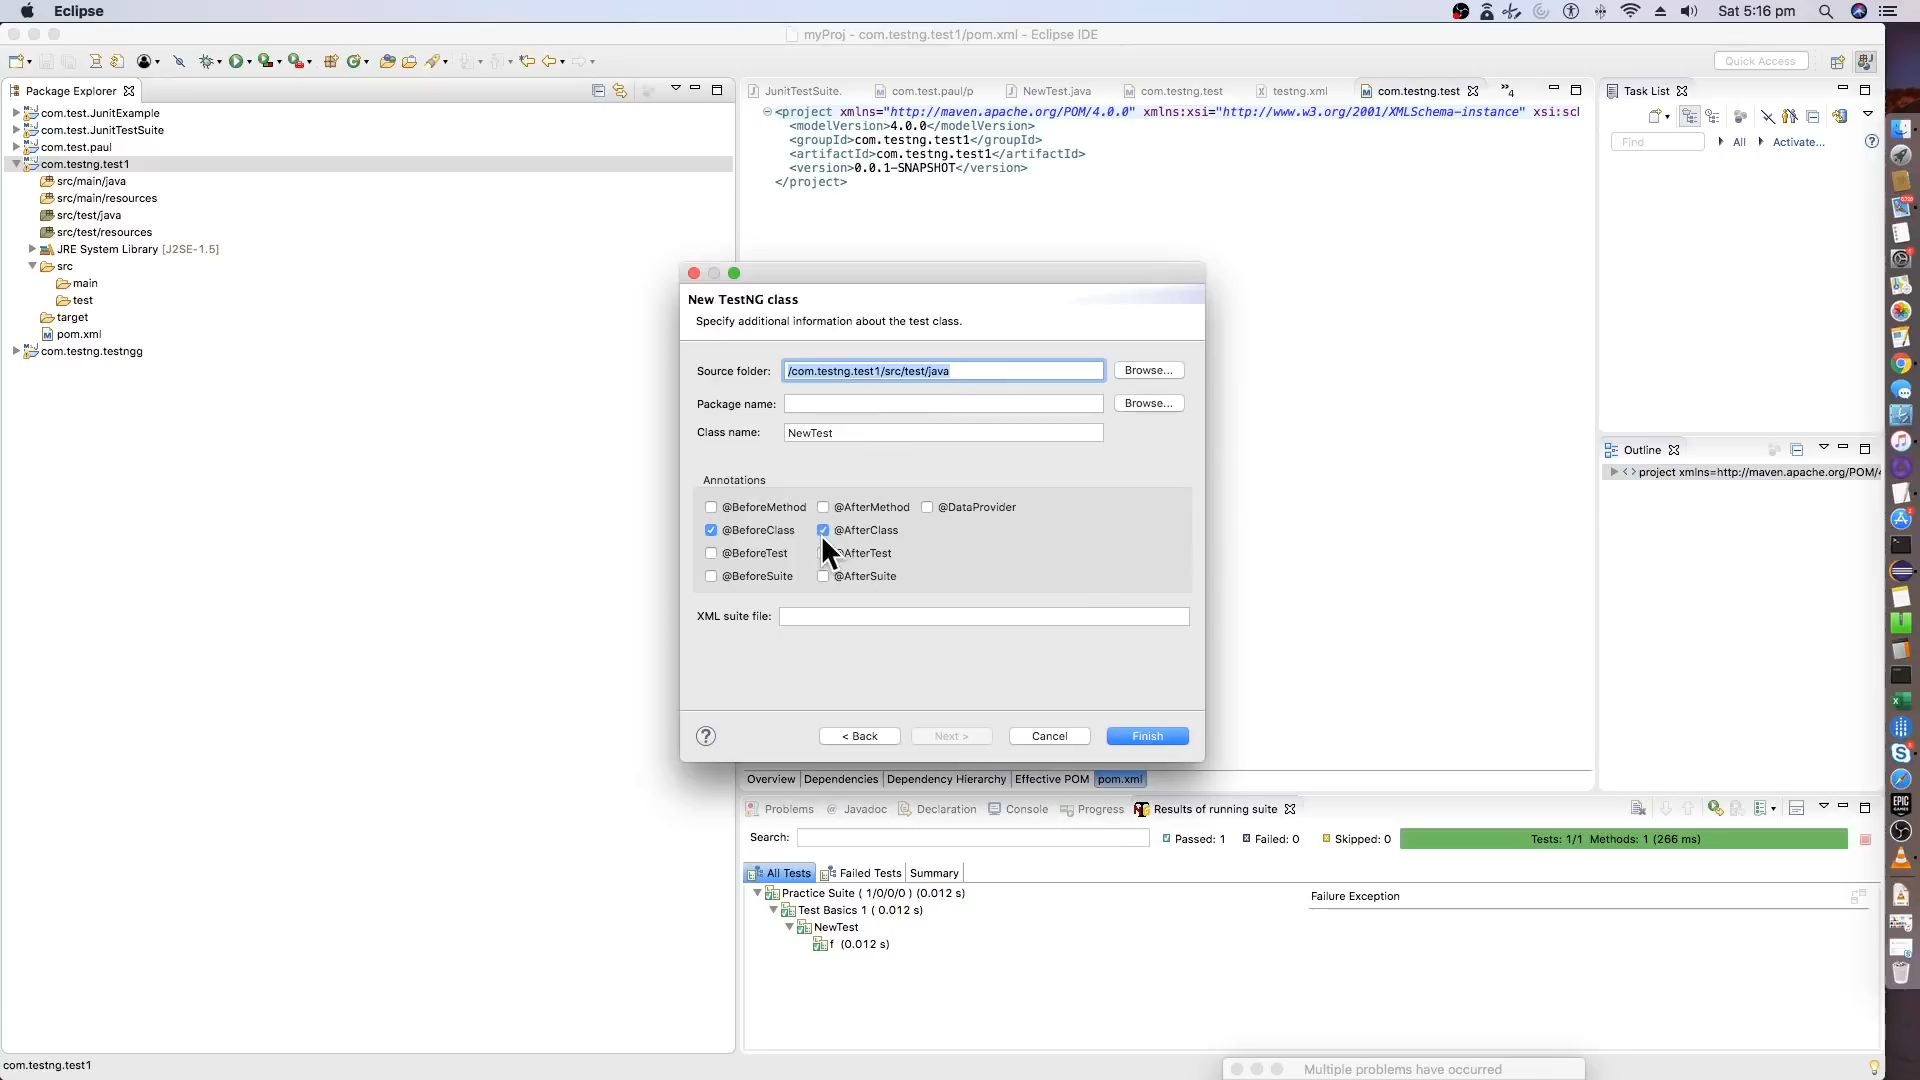 Eclipse
Sat 5:16 pm
myProj - com.testng.test1/pom.xml - Eclipse IDE
Quick Access
Package Explorer
com.test.JunitExample
com.test.JunitTestSuite
com.test.paul
com.testng.test1
src/main/java
src/main/resources
src/test/java
src/test/resources
JRE System Library [J2SE-1.5]
src
main
test
target
pom.xml
com.testng.testngg
JunitTestSuite.
com.test.paul/p
NewTest.java
com.testng.test
testng.xml
com.testng.test
»4
<project xmlns="http://maven.apache.org/POM/4.0.0" xmlns:xsi="http://www.w3.org/2001/XMLSchema-instance" xsi:scl
<modelVersion>4.0.0</modelVersion>
<groupId>com.testng.test1</groupId>
<artifactId>com.testng.test1</artifactId>
<version>0.0.1-SNAPSHOT</version>
</project>
Task List
Find
All
Activate...
New TestNG class
Specify additional information about the test class.
Source folder: /com.testng.test1/src/test/java Browse...
Package name: Browse...
Class name: NewTest
Annotations
@BeforeMethod @AfterMethod @DataProvider
@BeforeClass @AfterClass
@BeforeTest @AfterTest
@BeforeSuite @AfterSuite
XML suite file:
? < Back Next > Cancel Finish
Outline
project xmlns=http://maven.apache.org/POM/4
Overview Dependencies Dependency Hierarchy Effective POM pom.xml
Problems @ Javadoc Declaration Console Progress Results of running suite
Search: Passed: 1 Failed: 0 Skipped: 0 Tests: 1/1 Methods: 1 (266 ms)
All Tests Failed Tests Summary
Practice Suite ( 1/0/0/0 ) (0.012 s)
Test Basics 1 ( 0.012 s)
NewTest
f (0.012 s)
Failure Exception
com.testng.test1
Multiple problems have occurred